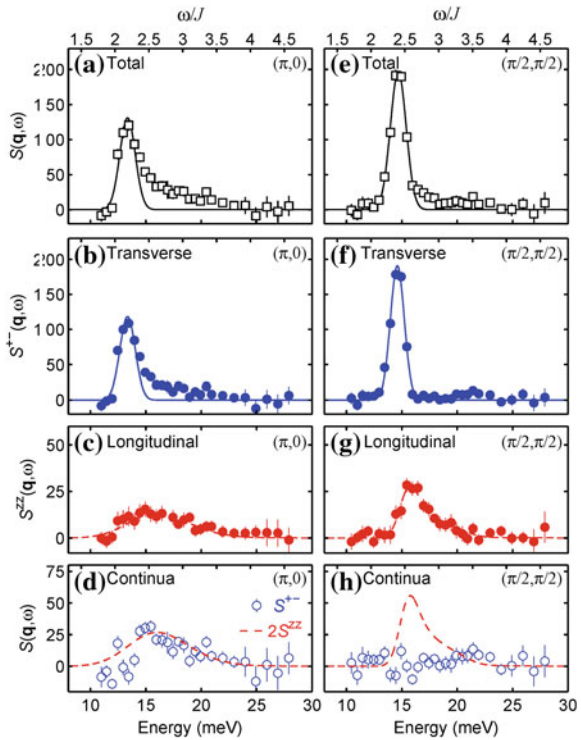 ω/J
ω/J
1.5 2 2.5 3 3.5 4 4.5
1.5 2 2.5 3 3.5 4 4.5
(a) Total (π,0)
(e) Total (π/2,π/2)
200
150
100
50
0
S(q,ω)
(b) Transverse (π,0)
(f) Transverse (π/2,π/2)
200
150
100
50
0
S⁺⁻(q,ω)
(c) Longitudinal (π,0)
(g) Longitudinal (π/2,π/2)
50
25
0
Sᶻᶻ(q,ω)
(d) Continua (π,0)
(h) Continua (π/2,π/2)
S⁺⁻
2Sᶻᶻ
75
50
25
0
S(q,ω)
10 15 20 25 30
10 15 20 25 30
Energy (meV)
Energy (meV)